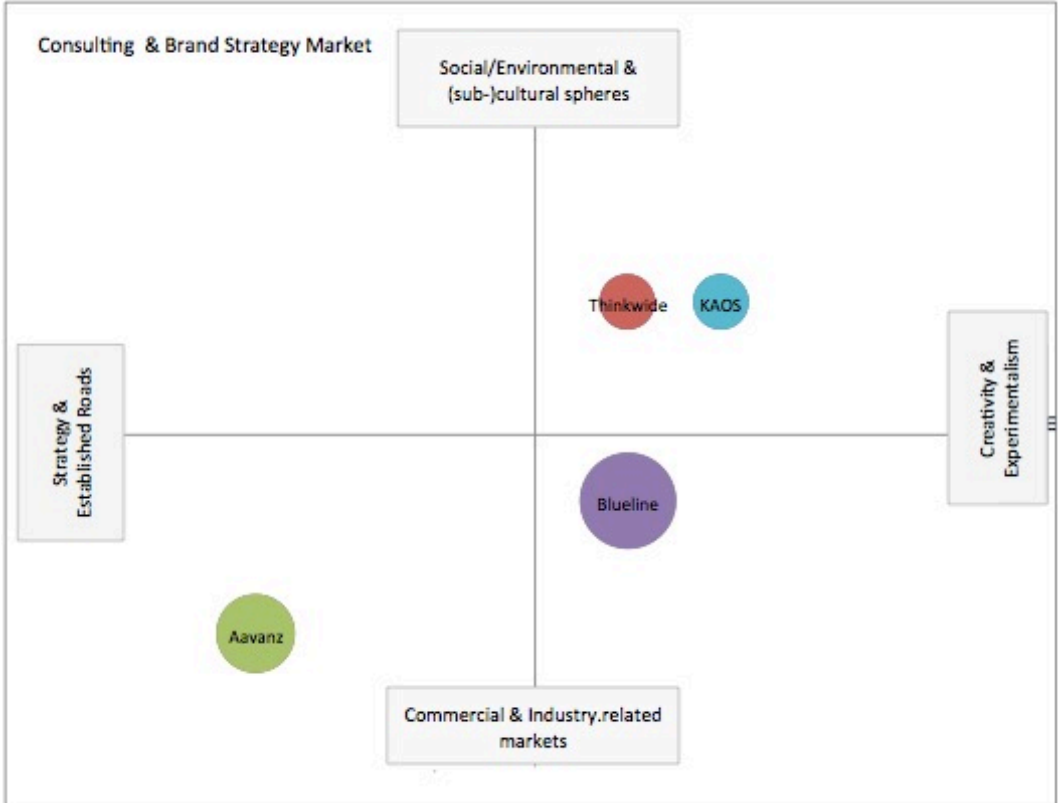 Consulting & Brand Strategy Market
Social/Environmental &
(sub-)cultural spheres
Thinkwide
KAOS
Strategy &
Established Roads
Creativity &
Experimentalism
Blueline
Aavanz
Commercial & Industry.related
markets